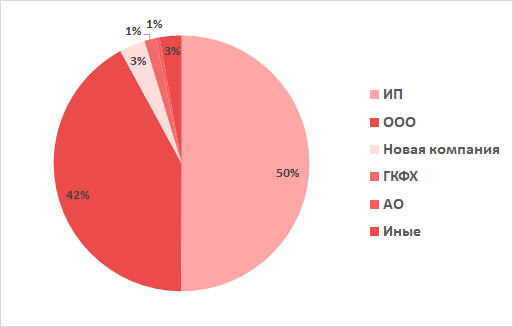 1%
1%
3%
3%
50%
42%
ИП
ООО
Новая компания
ГКФХ
АО
Иные